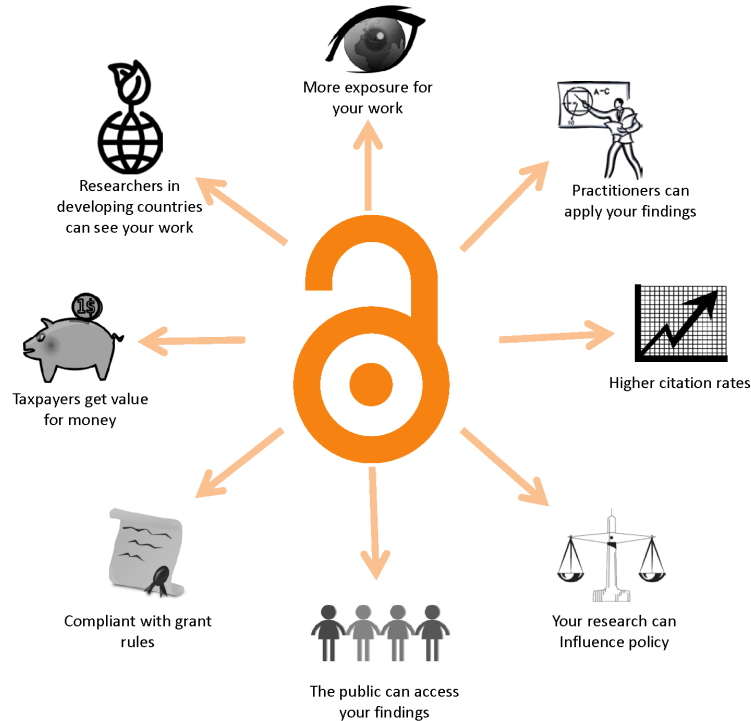 More exposure for
your work
A-C
Practitioners can
apply your findings
Higher citation rates
Your research can
Influence policy
The public can access
your findings
Compliant with grant
rules
1$
Taxpayers get value
for money
Researchers in
developing countries
can see your work